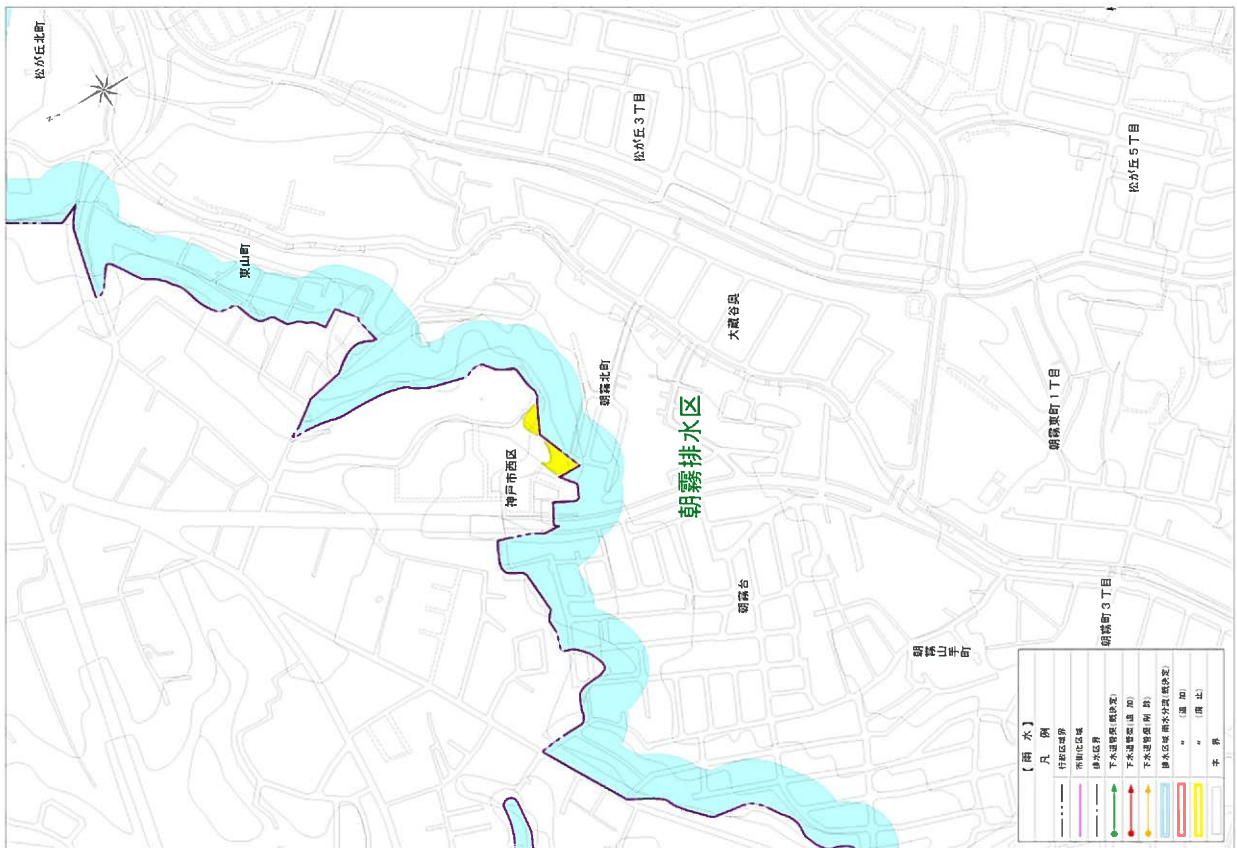 松が丘北町
N
松が丘3丁目
松が丘5丁目
東山町
大蔵谷奥
朝霧北町
朝霧東町1丁目
朝霧排水区
神戸市西区
朝霧台
朝霧町3丁目
朝霧
山手町
【雨 水】
凡 例
行政区域界
市街化区域
排水区界
下水道管渠(既決定)
下水道管渠(追 加)
下水道管渠(削 除)
排水区域 雨水分流(既決定)
〃 (追 加)
〃 (廃 止)
字 界